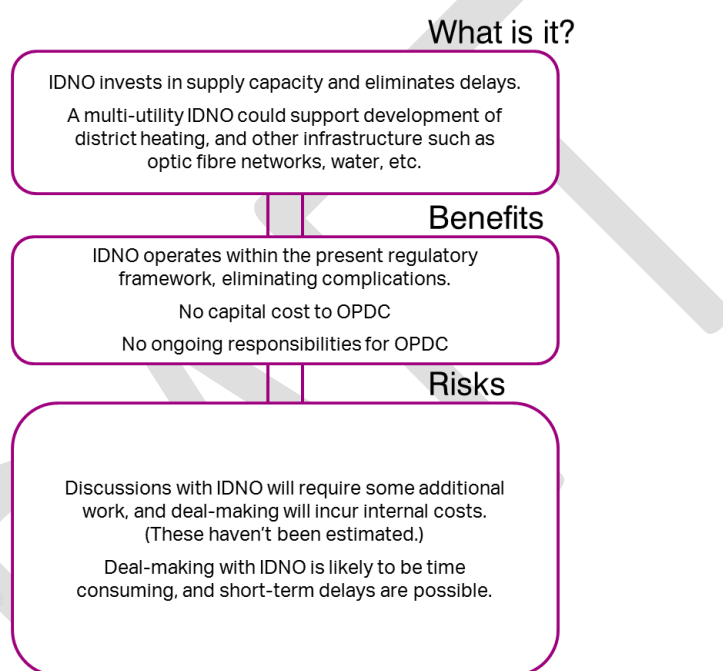 What is it?
IDNO invests in supply capacity and eliminates delays.
A multi-utility IDNO could support development of
district heating, and other infrastructure such as
optic fibre networks, water, etc.
Benefits
IDNO operates within the present regulatory
framework, eliminating complications.
No capital cost to OPDC
No ongoing responsibilities for OPDC
Risks
Discussions with IDNO will require some additional
work, and deal-making will incur internal costs.
(These haven’t been estimated.)
Deal-making with IDNO is likely to be time
consuming, and short-term delays are possible.